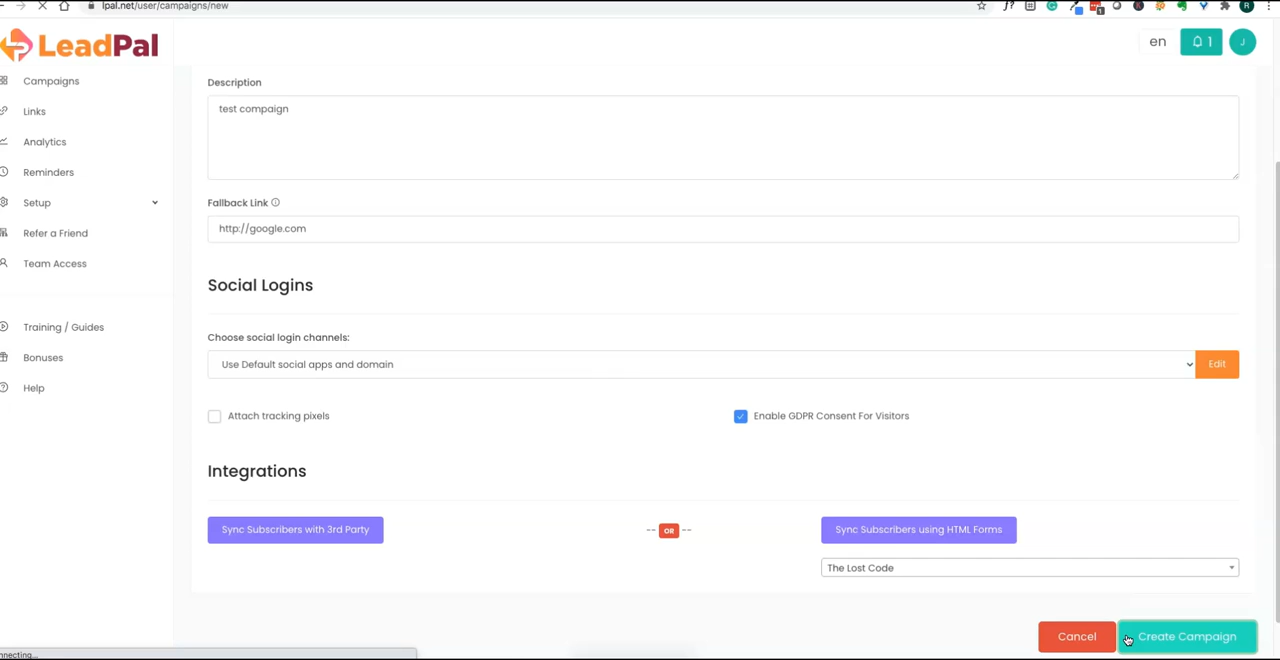 lpal.net/user/campaigns/new
LeadPal
en
1
J
R
1
Campaigns
Links
Analytics
Reminders
Setup
Refer a Friend
Team Access
Training / Guides
Bonuses
Help
Description
test compaign
Fallback Link
http://google.com
Social Logins
Choose social login channels:
Use Default social apps and domain
Edit
Attach tracking pixels
Enable GDPR Consent For Visitors
Integrations
Sync Subscribers with 3rd Party
-- OR --
Sync Subscribers using HTML Forms
The Lost Code
Cancel
Create Campaign
nnecting...